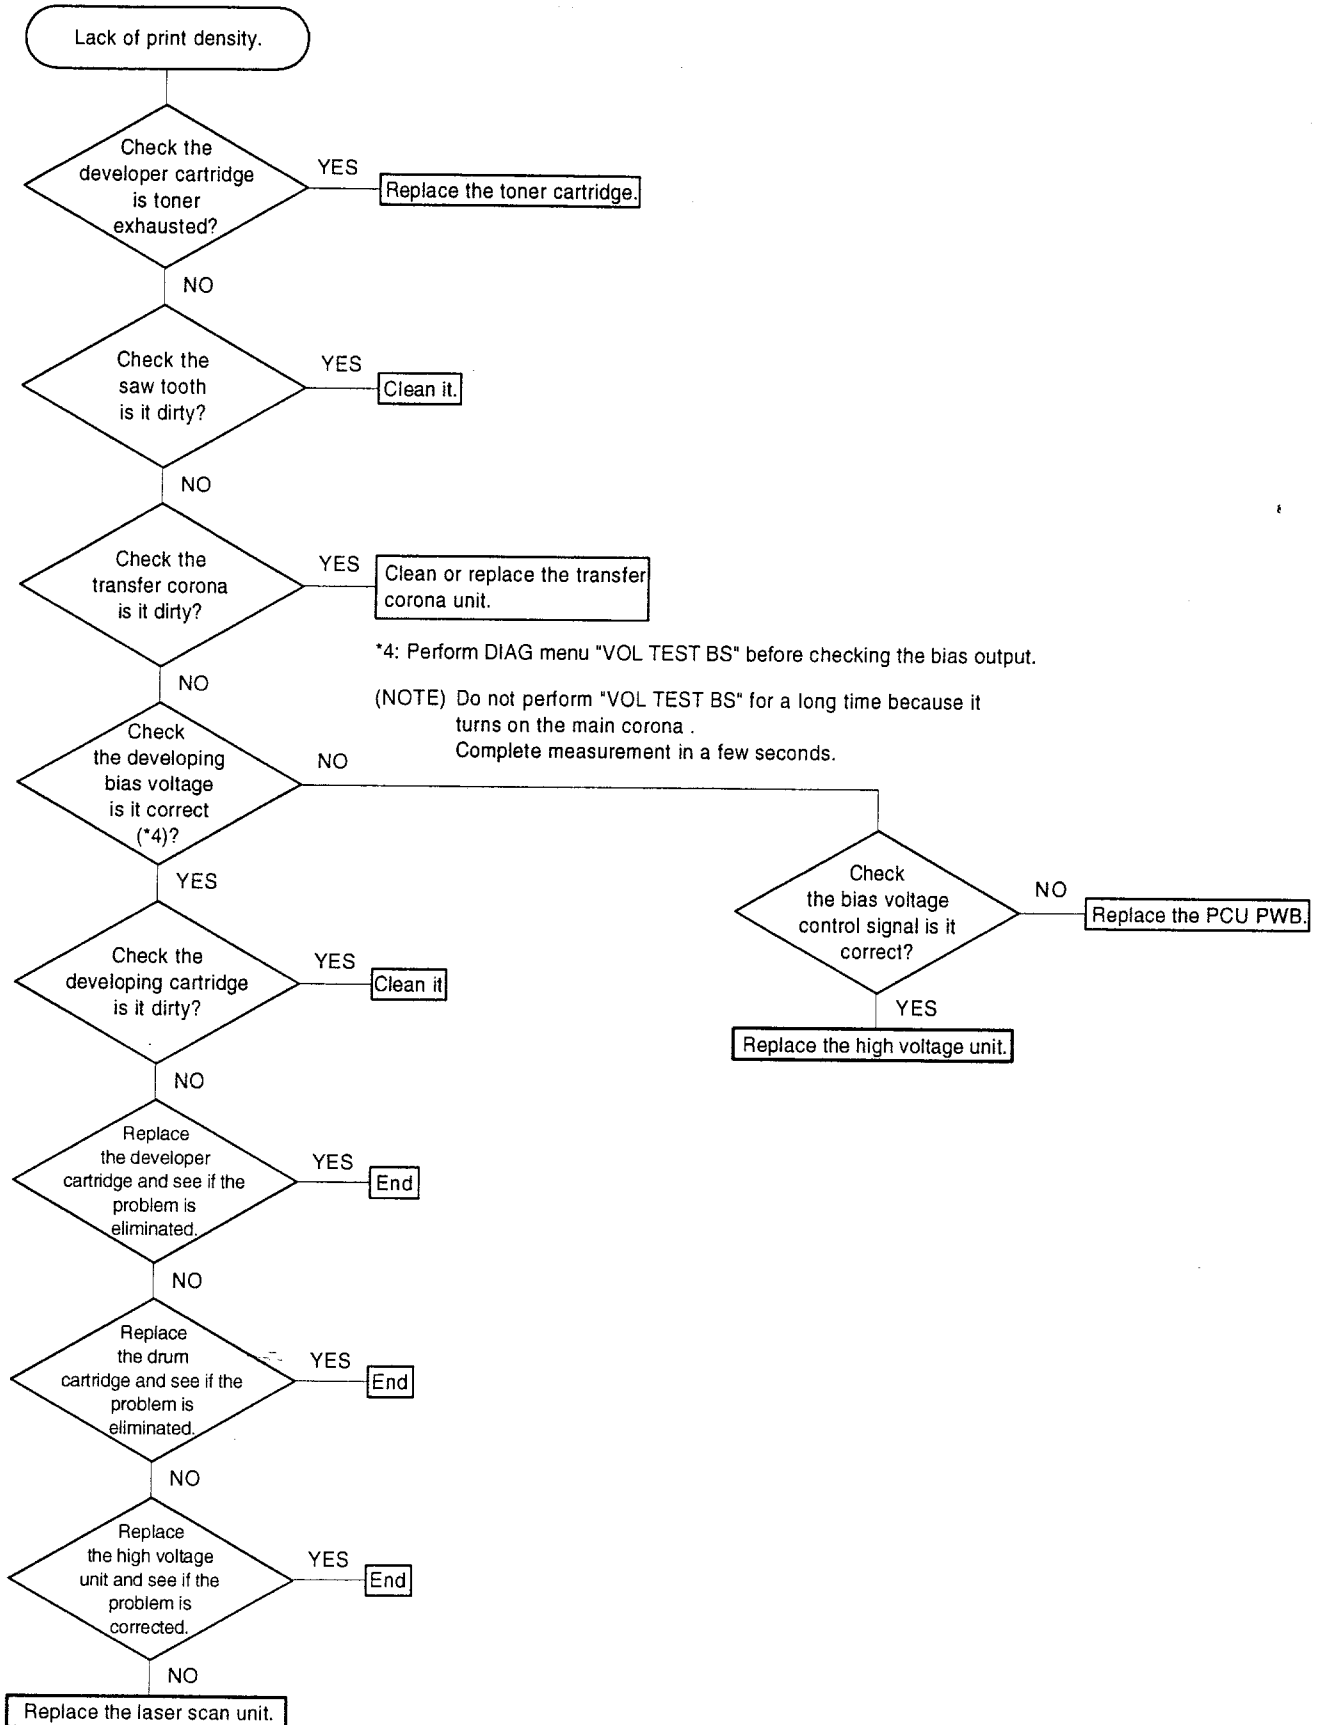 Lack of print density.
Check the
developer cartridge
is toner
exhausted?
YES
Replace the toner cartridge.
NO
Check the
saw tooth
is it dirty?
YES
Clean it.
NO
Check the
transfer corona
is it dirty?
YES
Clean or replace the transfer
corona unit.
*4: Perform DIAG menu "VOL TEST BS" before checking the bias output.
(NOTE) Do not perform "VOL TEST BS" for a long time because it
turns on the main corona .
Complete measurement in a few seconds.
NO
Check
the developing
bias voltage
is it correct
(*4)?
NO
Check
the bias voltage
control signal is it
correct?
NO
Replace the PCU PWB.
YES
Replace the high voltage unit.
YES
Check the
developing cartridge
is it dirty?
YES
Clean it
NO
Replace
the developer
cartridge and see if the
problem is
eliminated.
YES
End
NO
Replace
the drum
cartridge and see if the
problem is
eliminated.
YES
End
NO
Replace
the high voltage
unit and see if the
problem is
corrected.
YES
End
NO
Replace the laser scan unit.